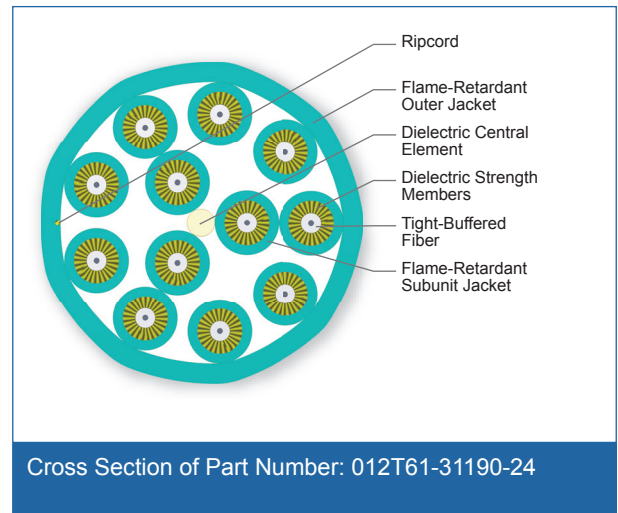 Ripcord
Flame-Retardant
Outer Jacket
Dielectric Central
Element
Dielectric Strength
Members
Tight-Buffered
Fiber
Flame-Retardant
Subunit Jacket
Cross Section of Part Number: 012T61-31190-24